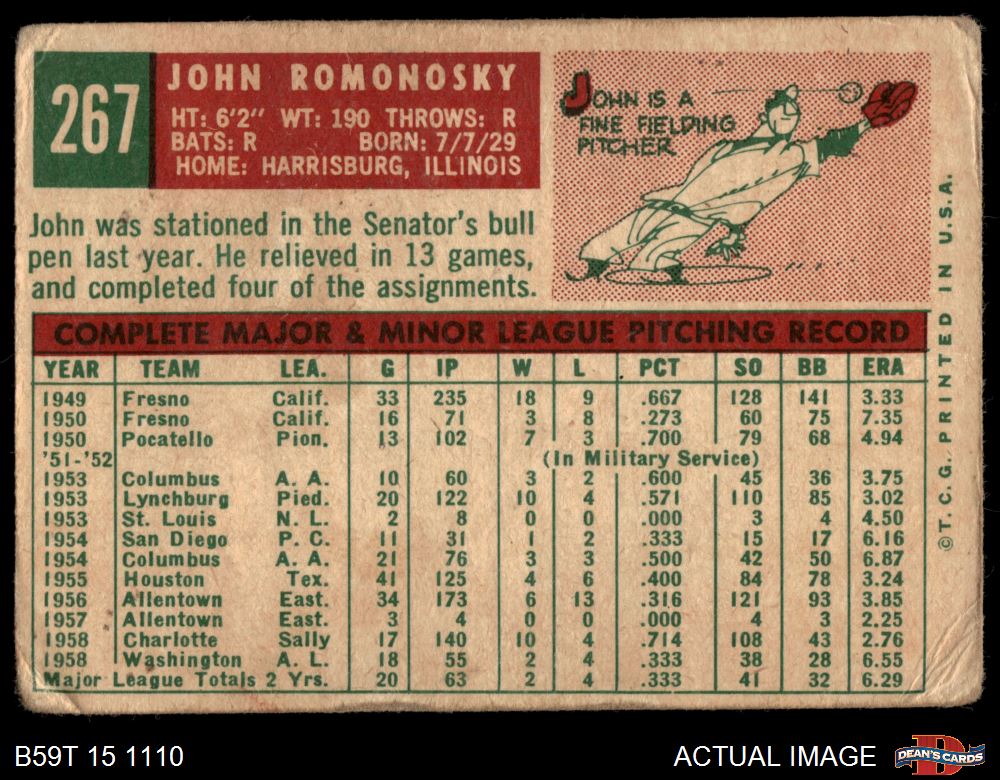 267
JOHN ROMONOSKY
HT: 6'2" WT: 190 THROWS: R
BATS: R BORN: 7/7/29
HOME: HARRISBURG, ILLINOIS
JOHN IS A
FINE FIELDING
PITCHER
John was stationed in the Senator's bull
pen last year. He relieved in 13 games,
and completed four of the assignments.
COMPLETE MAJOR & MINOR LEAGUE PITCHING RECORD
YEAR TEAM LEA. G IP W L PCT SO BB ERA
1949 Fresno Calif. 33 235 18 9 .667 128 141 3.33
1950 Fresno Calif. 16 71 3 8 .273 60 75 7.35
1950 Pocatello Pion. 13 102 7 3 .700 79 68 4.94
'51-'52 (In Military Service)
1953 Columbus A. A. 10 60 3 2 .600 45 36 3.75
1953 Lynchburg Pied. 20 122 10 4 .571 110 85 3.02
1953 St. Louis N. L. 2 8 0 0 .000 3 4 4.50
1954 San Diego P. C. 11 31 1 2 .333 15 17 6.16
1954 Columbus A. A. 21 76 3 3 .500 42 50 6.87
1955 Houston Tex. 41 125 4 6 .400 84 78 3.24
1956 Allentown East. 34 173 6 13 .316 121 93 3.85
1957 Allentown East. 3 4 0 0 .000 4 3 2.25
1958 Charlotte Sally 17 140 10 4 .714 108 43 2.76
1958 Washington A. L. 18 55 2 4 .333 38 28 6.55
Major League Totals 2 Yrs. 20 63 2 4 .333 41 32 6.29
©T. C. G. PRINTED IN U.S.A.
B59T 15 1110
ACTUAL IMAGE
D
DEAN'S CARDS